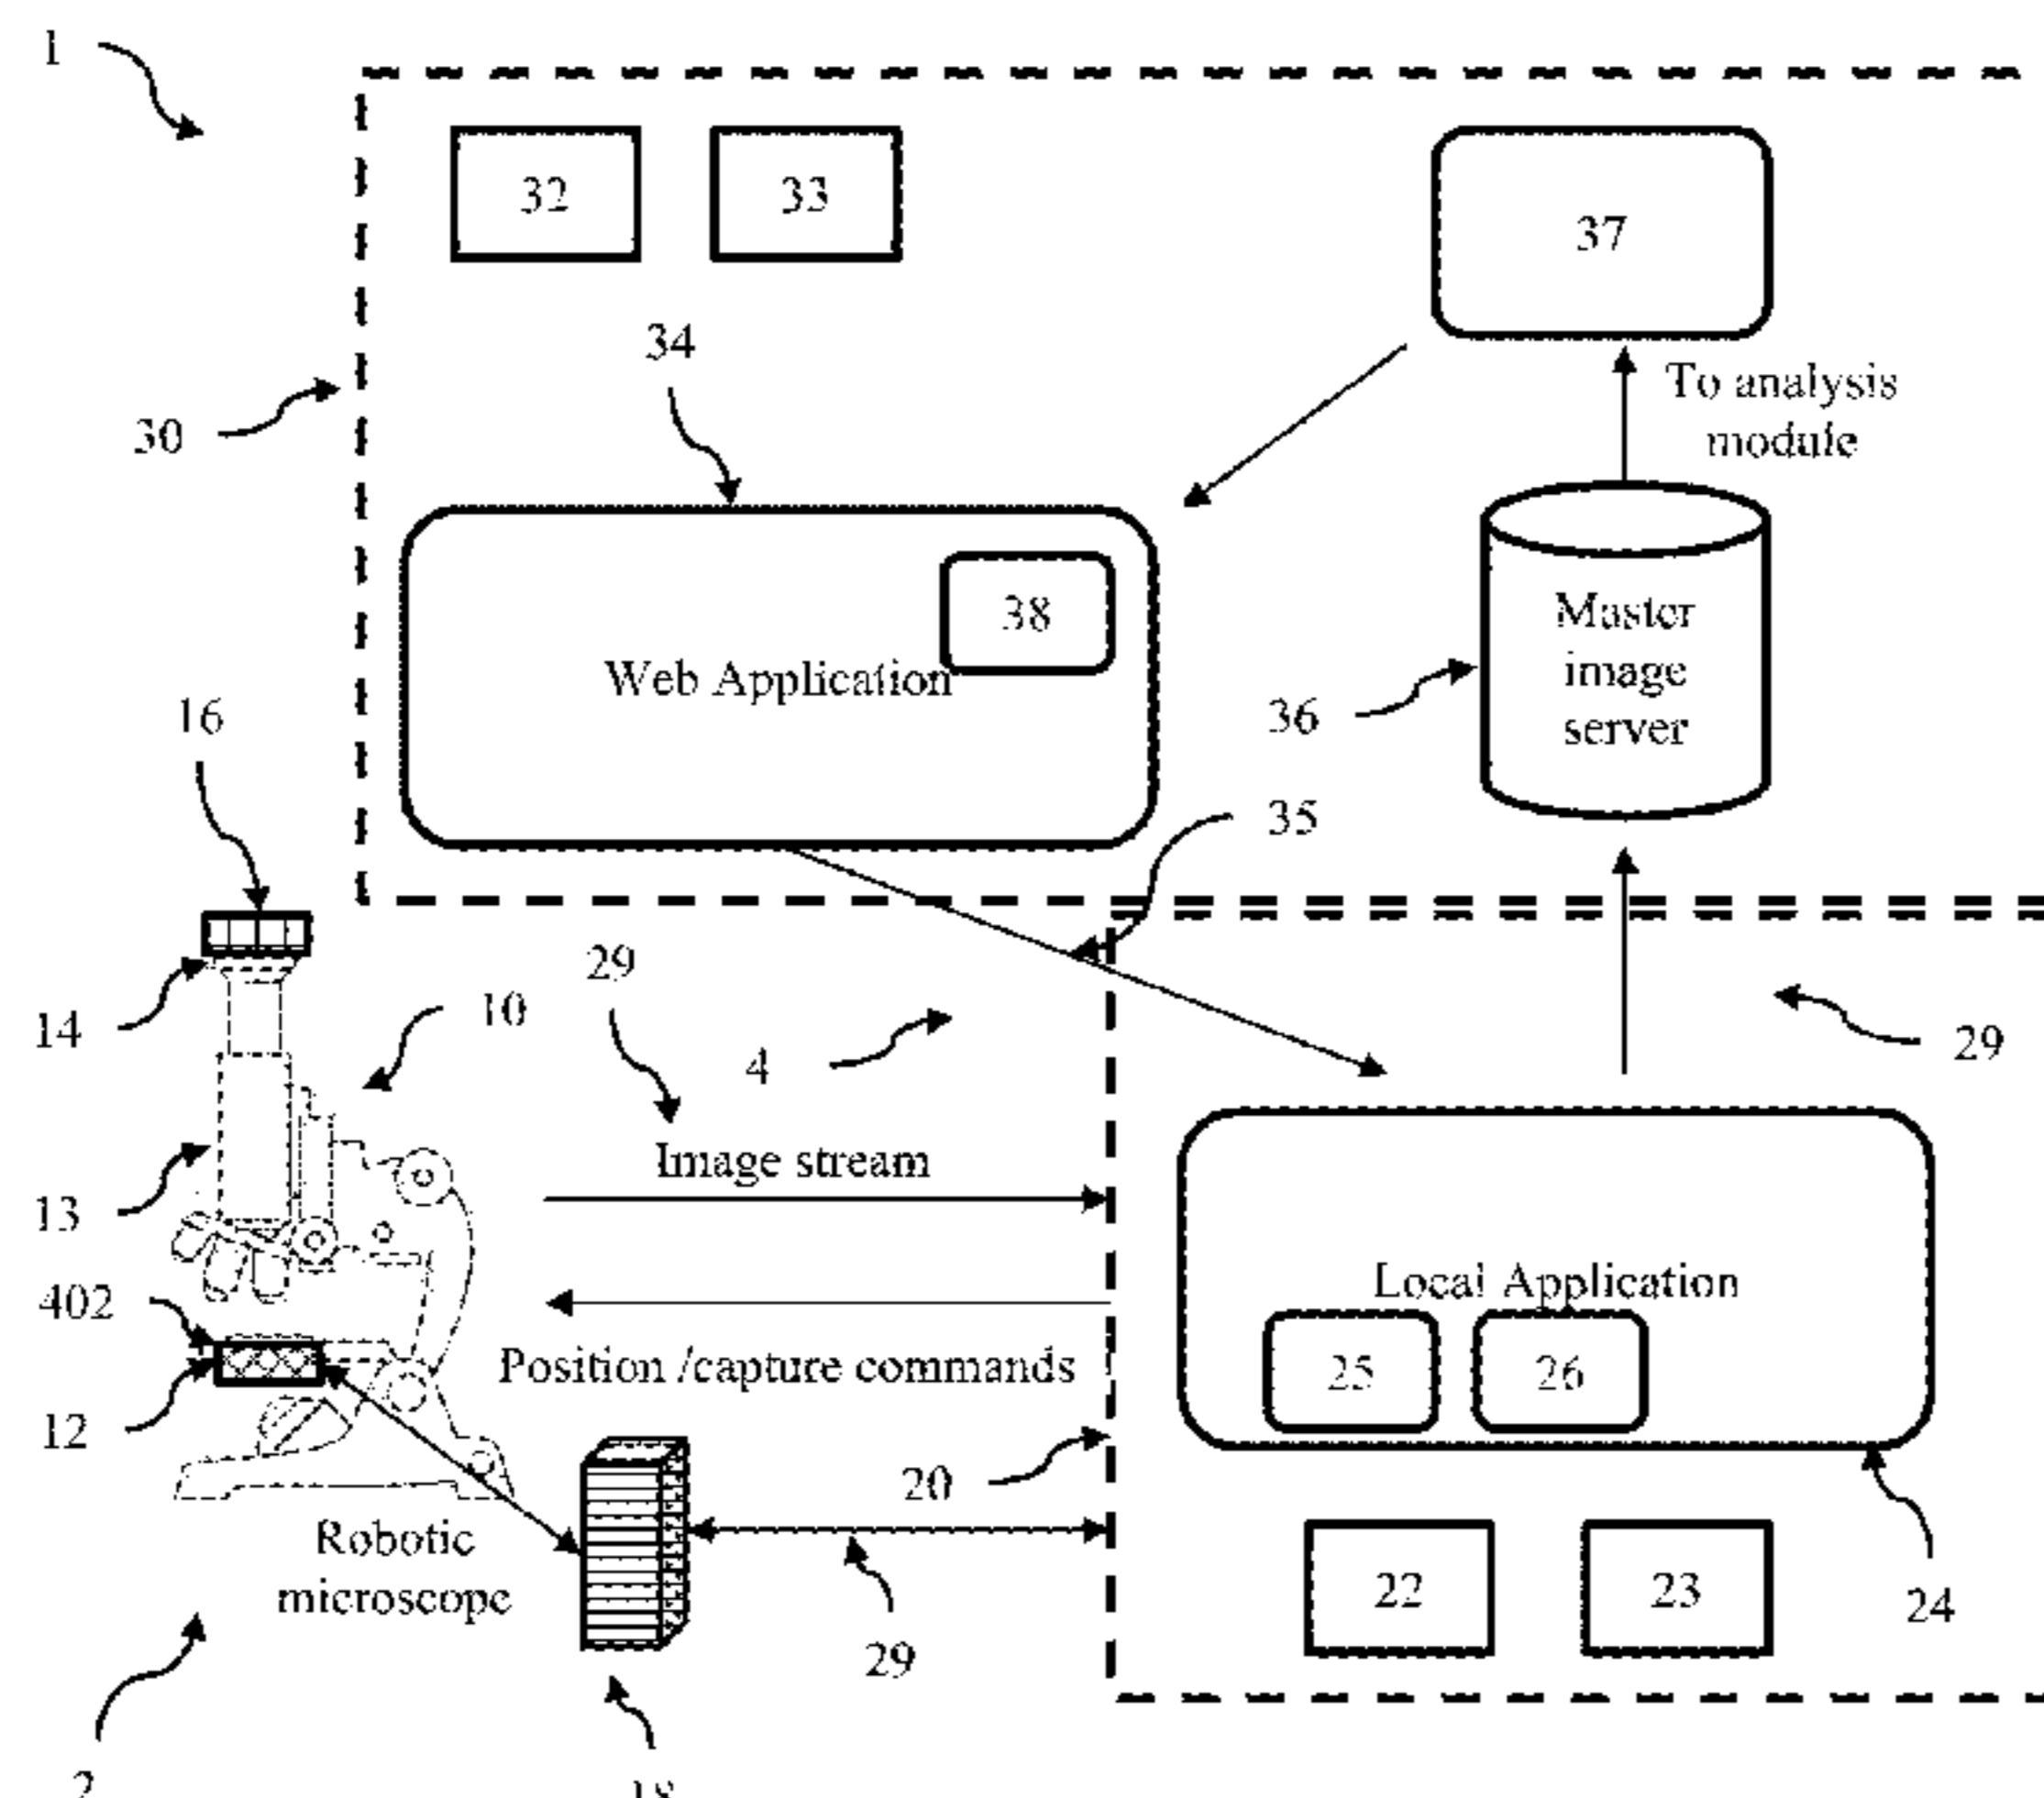 1
32
33
37
34
To analysis
module
30
38
Web Application
Master
image
server
36
16
35
29
14
10
4
29
Image stream
13
402
Local Application
Position /capture commands
25
26
12
20
Robotic
microscope
22
23
24
29
2
18